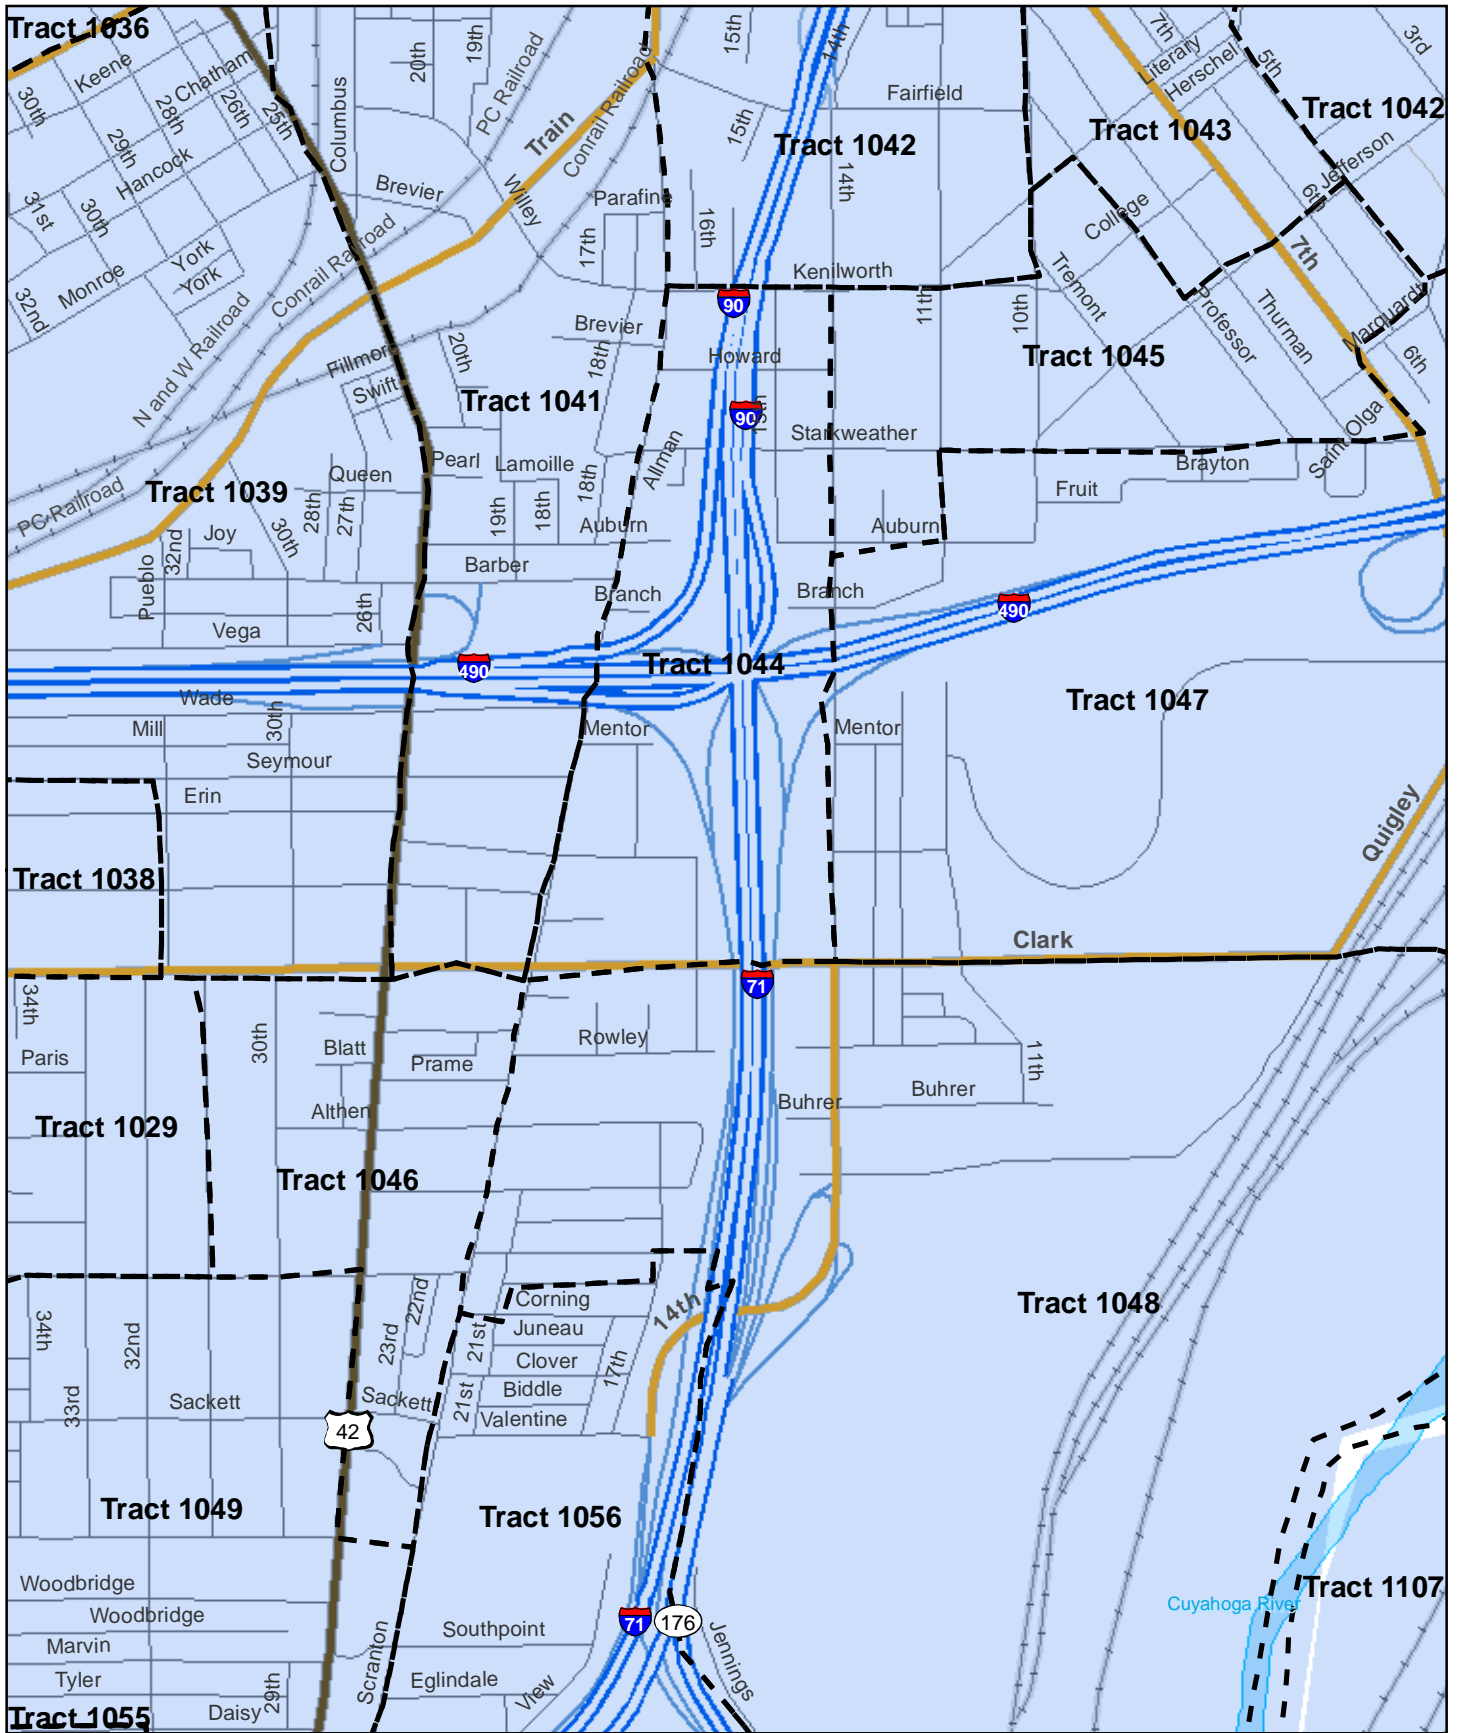 Tract 1036
Keene
Chatham
30th
28th
26th
25th
29th
Hancock
31st
30th
York
York
Monroe
32nd
Columbus
20th
19th
PC Railroad
Train
Conrail Railroad
Brevier
Willey
Conrail Railroad
N and W Railroad
15th
14th
15th
Fairfield
Tract 1042
14th
Parafine
17th
16th
Kenilworth
7th
Literary
Herschel
5th
3rd
Tract 1043
Tract 1042
Jefferson
6th
College
7th
Tremont
Professor
Thurman
Marquardt
6th
11th
10th
90
Brevier
18th
Howard
Tract 1045
Fillmore
Swift
20th
Tract 1041
90
15th
Starkweather
Saint Olga
Brayton
Fruit
Pearl
Lamoille
Allman
18th
Queen
Tract 1039
PC Railroad
28th
27th
19th
18th
Auburn
Auburn
Joy
30th
32nd
Pueblo
Barber
Branch
Branch
490
26th
Vega
490
Tract 1044
Wade
Mill
30th
Mentor
Mentor
Tract 1047
Seymour
Erin
Quigley
Tract 1038
Clark
71
34th
Paris
30th
Blatt
Prame
Rowley
11th
Buhrer
Buhrer
Althen
Tract 1029
Tract 1046
Tract 1048
22nd
Corning
14th
34th
32nd
23rd
21st
Juneau
Clover
17th
33rd
Sackett
Sackett
21st
Biddle
Valentine
42
Tract 1049
Tract 1056
Woodbridge
Woodbridge
Marvin
Tyler
Daisy
29th
Scranton
Southpoint
Eglindale
View
71
176
Jennings
Cuyahoga River
Tract 1107
Tract 1055